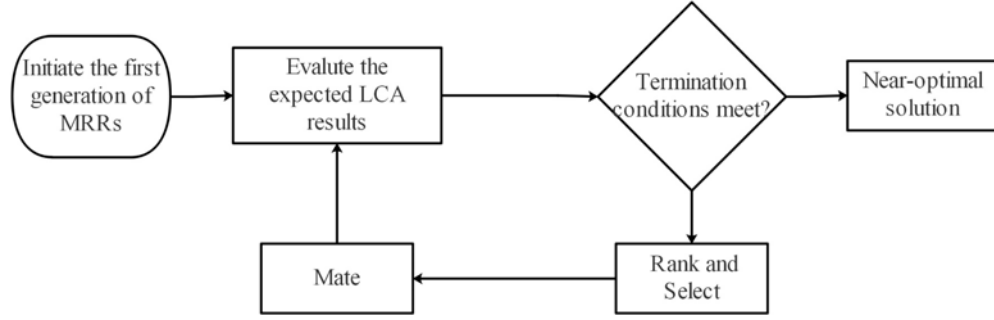 Initiate the first
generation of
MRRs
Evalute the
expected LCA
results
Termination
conditions meet?
Near-optimal
solution
Mate
Rank and
Select